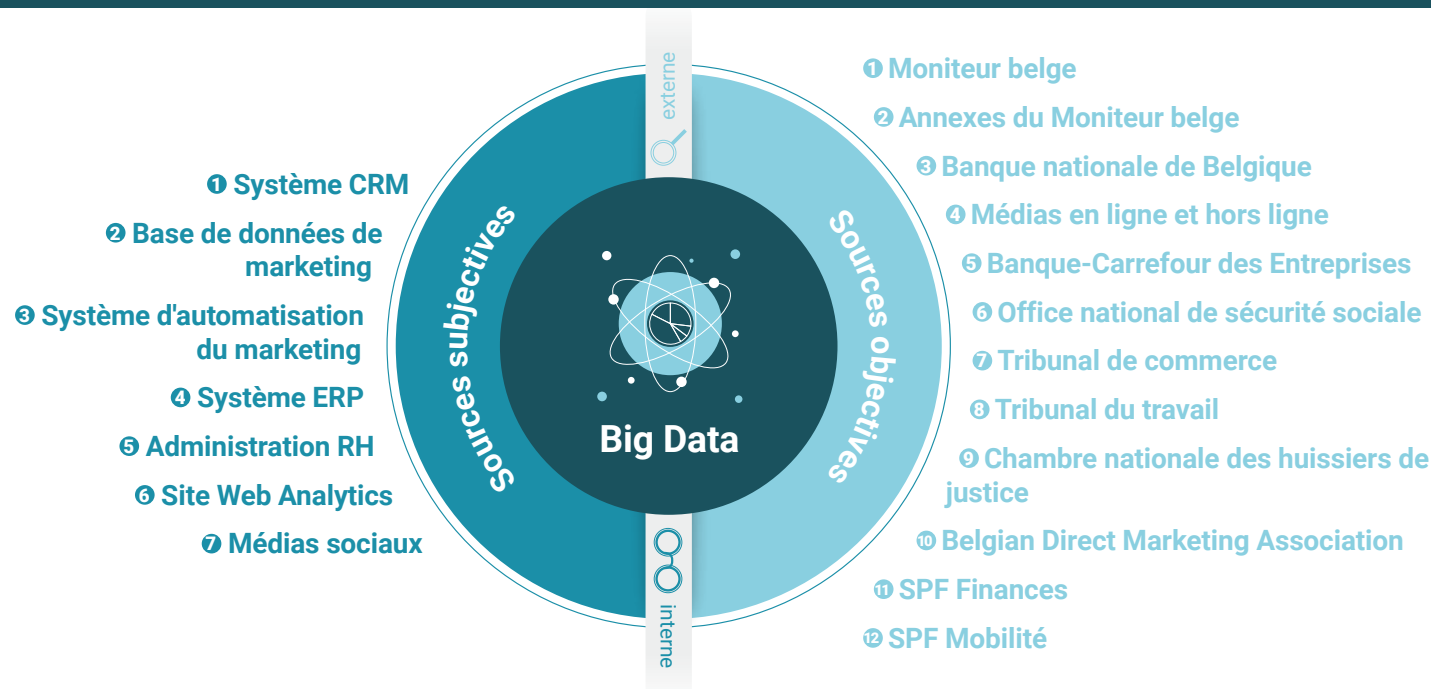 externe
❶ Système CRM
❷ Base de données de
marketing
❸ Système d'automatisation
du marketing
❹ Système ERP
❺ Administration RH
❻ Site Web Analytics
❼ Médias sociaux
Sources subjectives
Big Data
Sources objectives
❶ Moniteur belge
❷ Annexes du Moniteur belge
❸ Banque nationale de Belgique
❹ Médias en ligne et hors ligne
❺ Banque-Carrefour des Entreprises
❻ Office national de sécurité sociale
❼ Tribunal de commerce
❽ Tribunal du travail
❾ Chambre nationale des huissiers de
justice
❿ Belgian Direct Marketing Association
⓫ SPF Finances
⓬ SPF Mobilité
interne